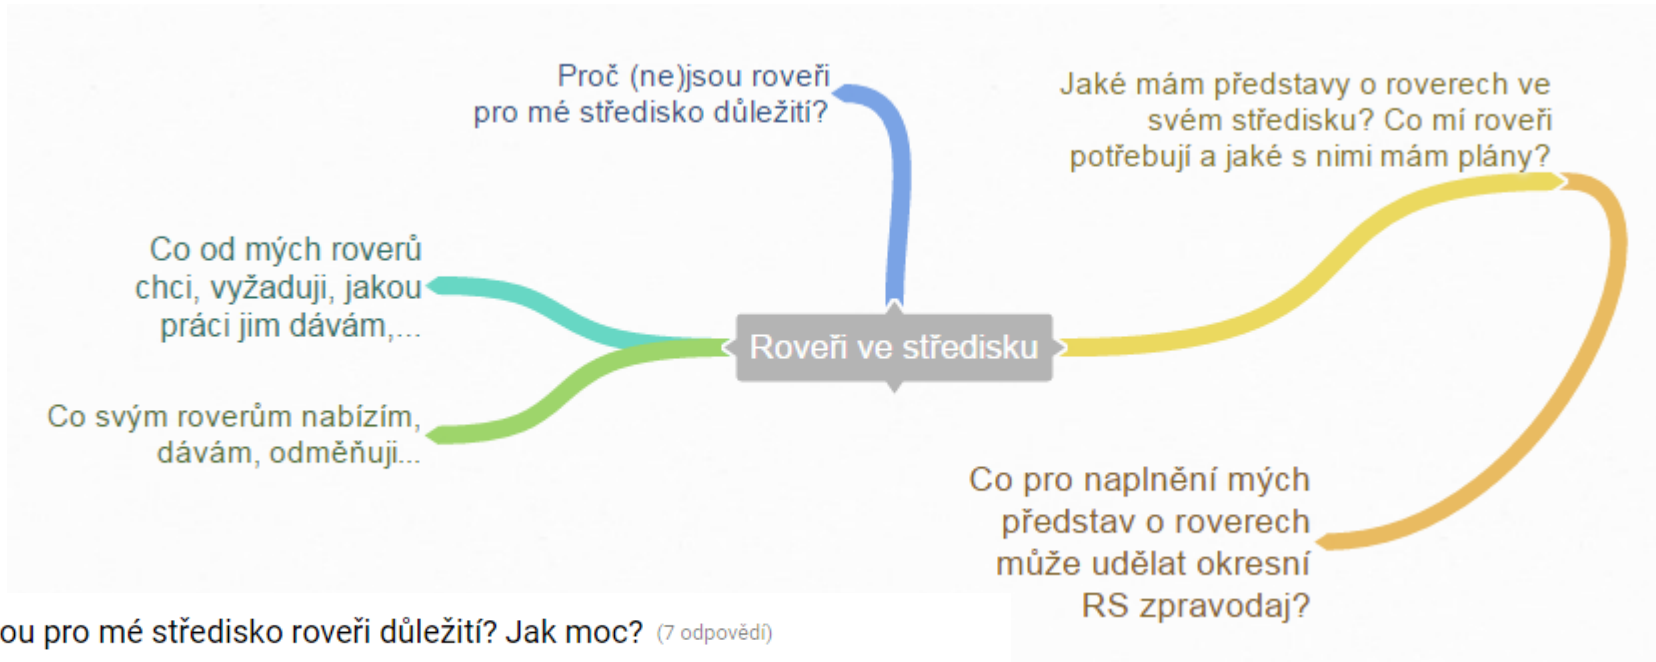 Proč (ne)jsou roveři
pro mé středisko důležití?
Jaké mám představy o roverech ve
svém středisku? Co mí roveři
potřebují a jaké s nimi mám plány?
Co od mých roverů
chci, vyžaduji, jakou
práci jim dávám,...
Roveři ve středisku
Co svým roverům nabízím,
dávám, odměňuji...
Co pro naplnění mých
představ o roverech
může udělat okresní
RS zpravodaj?
ou pro mé středisko roveři důležití? Jak moc? (7 odpovědí)